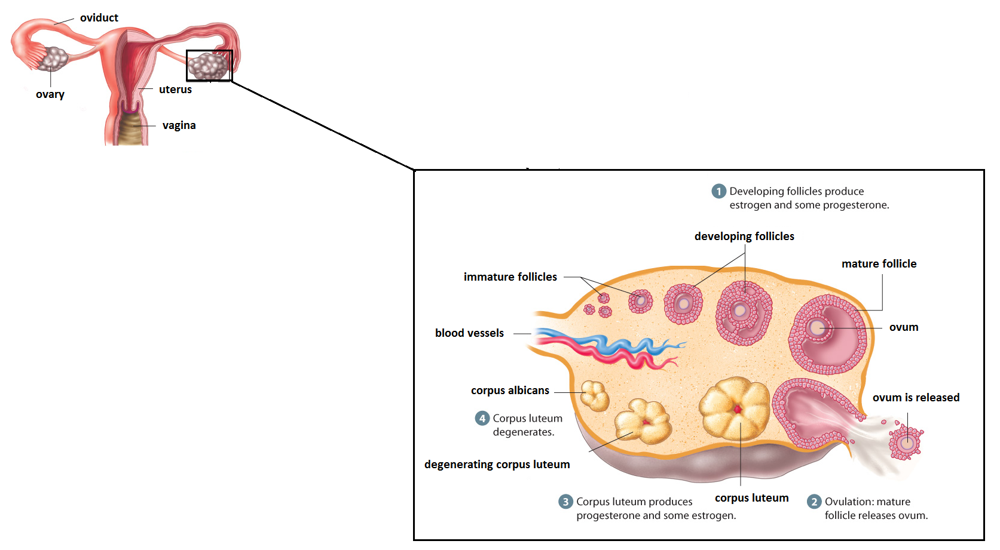 oviduct
ovary
uterus
vagina
1 Developing follicles produce
estrogen and some progesterone.
developing follicles
mature follicle
immature follicles
ovum
blood vessels
corpus albicans
ovum is released
4 Corpus luteum
degenerates.
degenerating corpus luteum
corpus luteum
3 Corpus luteum produces
progesterone and some estrogen.
2 Ovulation: mature
follicle releases ovum.